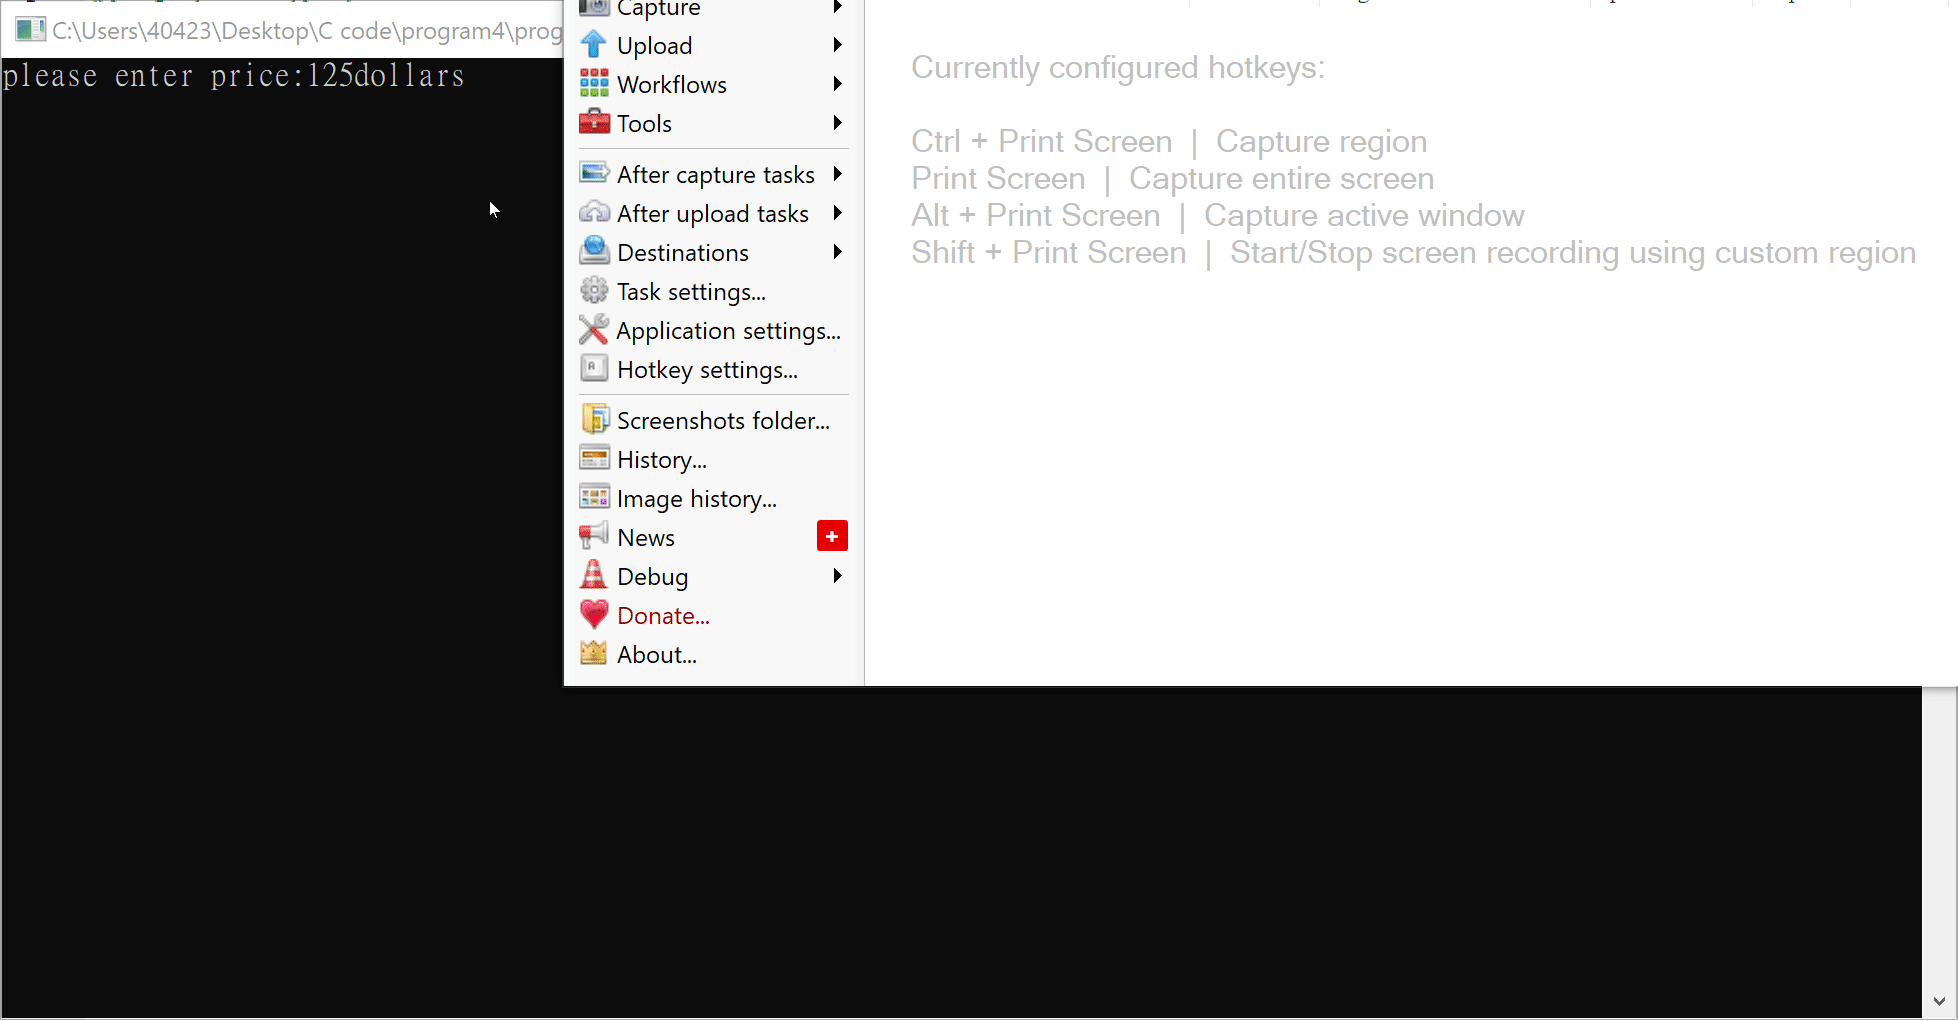 C:\Users\40423\Desktop\C code\program4\prog
please enter price:125dollars
Capture
Upload
Workflows
Tools
After capture tasks
After upload tasks
Destinations
Task settings...
Application settings...
Hotkey settings...
Screenshots folder...
History...
Image history...
News
Debug
Donate...
About...
Currently configured hotkeys:
Ctrl + Print Screen | Capture region
Print Screen | Capture entire screen
Alt + Print Screen | Capture active window
Shift + Print Screen | Start/Stop screen recording using custom region